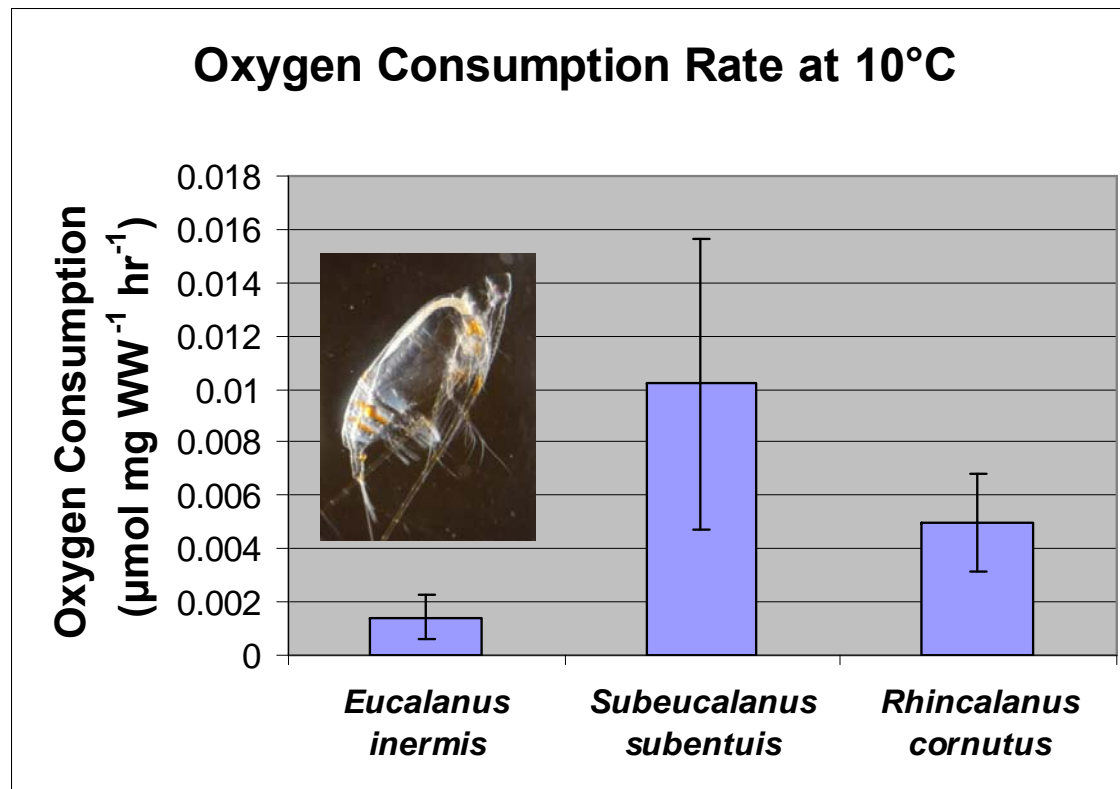 Oxygen Consumption Rate at 10°C
Oxygen Consumption
(µmol mg WW⁻¹ hr⁻¹)
0.018
0.016
0.014
0.012
0.01
0.008
0.006
0.004
0.002
0
Eucalanus
inermis
Subeucalanus
subentuis
Rhincalanus
cornutus